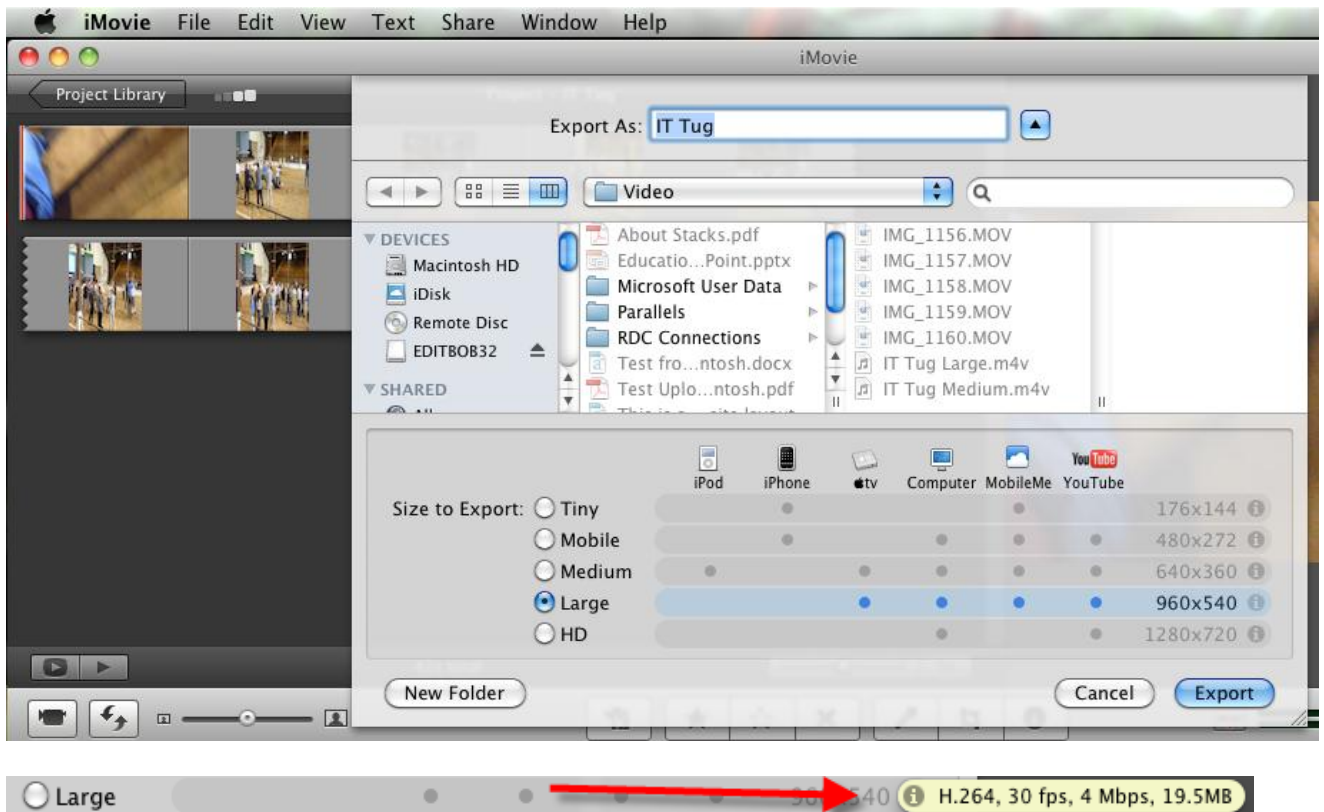 iMovie File Edit View Text Share Window Help
iMovie
Project Library
Export As: IT Tug
Video
DEVICES
Macintosh HD
iDisk
Remote Disc
EDITBOB32
SHARED
About Stacks.pdf
Educatio...Point.pptx
Microsoft User Data
Parallels
RDC Connections
Test fro...ntosh.docx
Test Uplo...ntosh.pdf
IMG_1156.MOV
IMG_1157.MOV
IMG_1158.MOV
IMG_1159.MOV
IMG_1160.MOV
IT Tug Large.m4v
IT Tug Medium.m4v
iPod iPhone tv Computer MobileMe YouTube
Size to Export: Tiny 176x144
Mobile 480x272
Medium 640x360
Large 960x540
HD 1280x720
New Folder Cancel Export
Large 960x540 H.264, 30 fps, 4 Mbps, 19.5MB